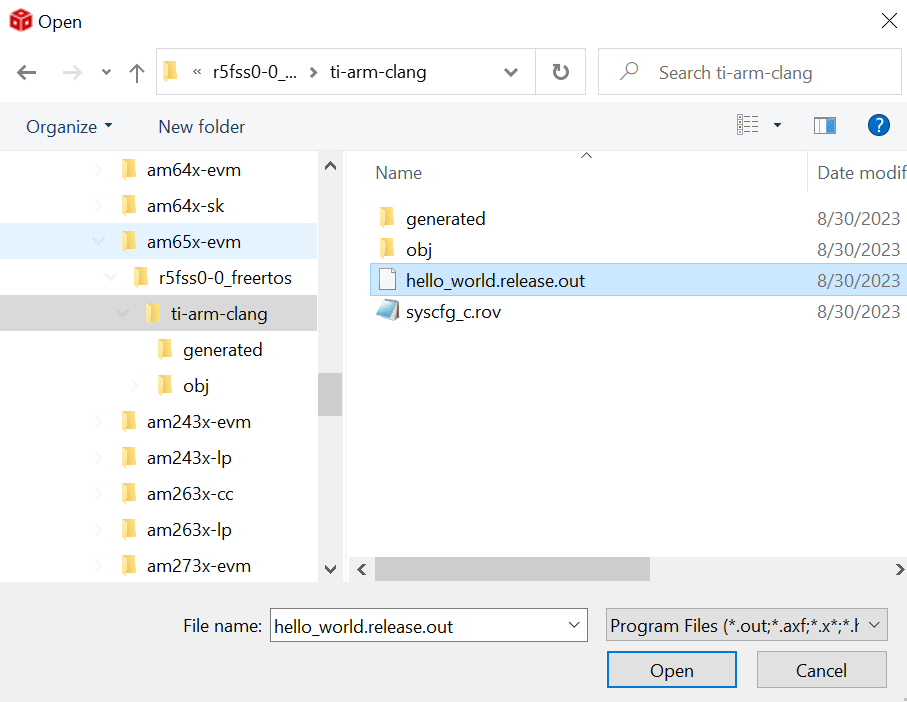 Open
« r5fss0-0_... > ti-arm-clang
Search ti-arm-clang
Organize
New folder
?
am64x-evm
am64x-sk
am65x-evm
r5fss0-0_freertos
ti-arm-clang
generated
obj
am243x-evm
am243x-lp
am263x-cc
am263x-lp
am273x-evm
Name Date modif
generated 8/30/2023
obj 8/30/2023
hello_world.release.out 8/30/2023
syscfg_c.rov 8/30/2023
File name: hello_world.release.out Program Files (*.out;*.axf;*.x*;*.h
Open Cancel